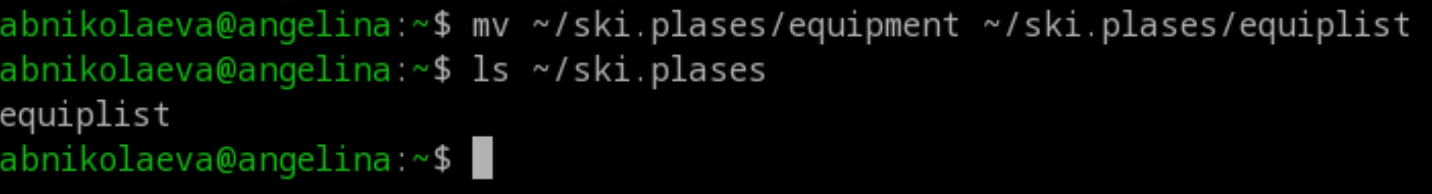 abnikolaeva@angelina:~$ mv ~/ski.plases/equipment ~/ski.plases/equiplist
abnikolaeva@angelina:~$ ls ~/ski.plases
equiplist
abnikolaeva@angelina:~$